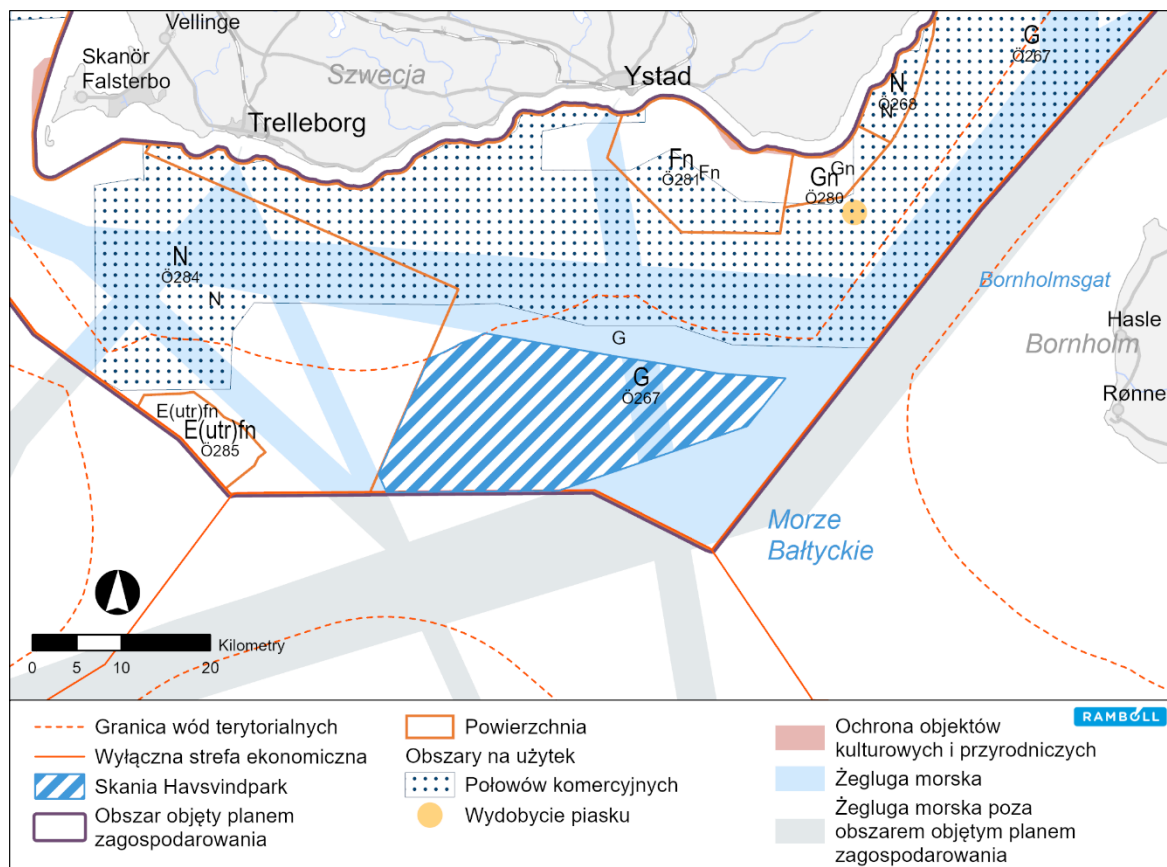 Vellinge
Skanör
Falsterbo
Szwecja
Ystad
Trelleborg
G
Ö267
N
Ö268
N
Fn
Ö281
Fn
Gn
Gn
Ö280
N
Ö284
N
Bornholmsgat
Hasle
Bornholm
Rønne
G
G
Ö267
E(utr)fn
E(utr)fn
Ö285
Morze
Bałtyckie
Kilometry
0 5 10 20
Granica wód terytorialnych
Wyłączna strefa ekonomiczna
Skania Havsvindpark
Obszar objęty planem
zagospodarowania
Powierzchnia
Obszary na użytek
Połowów komercyjnych
Wydobycie piasku
RAMBOLL
Ochrona objektów
kulturowych i przyrodniczych
Żegluga morska
Żegluga morska poza
obszarem objętym planem
zagospodarowania